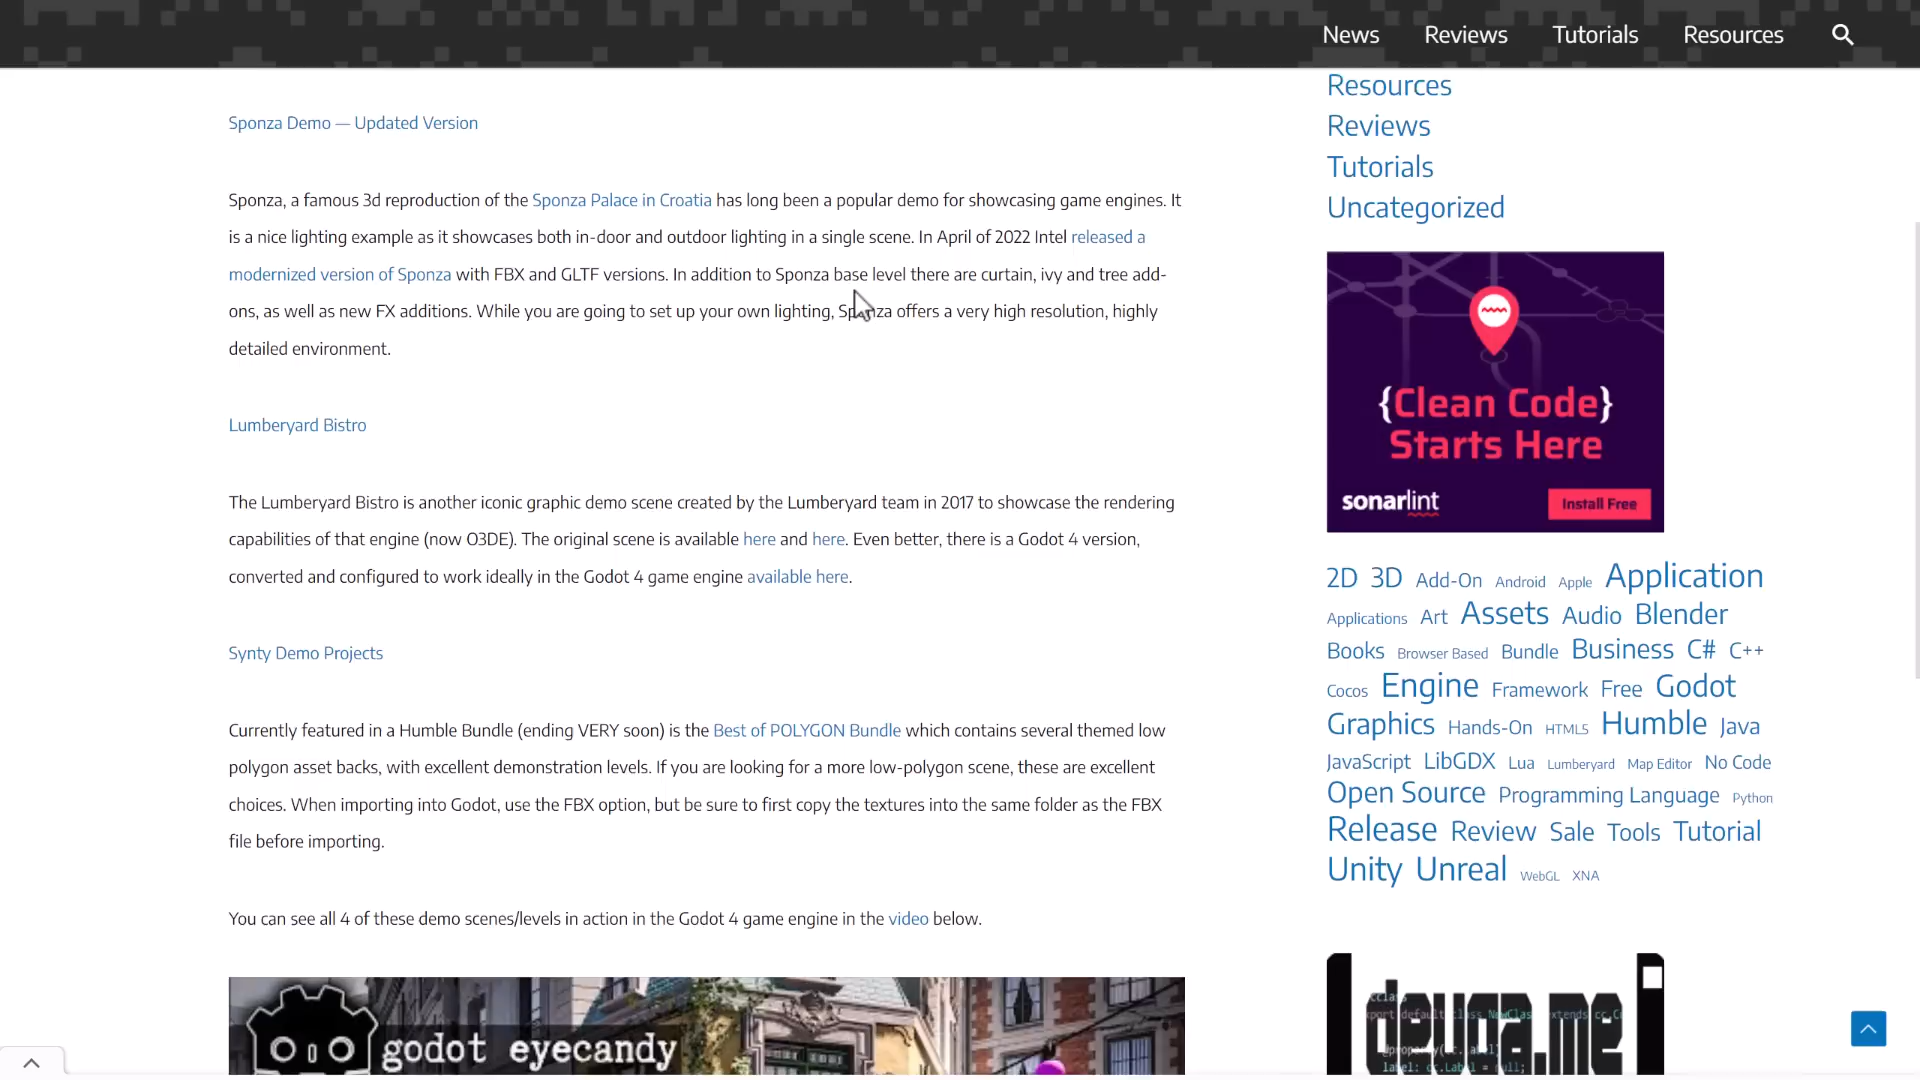 News Reviews Tutorials Resources
Sponza Demo — Updated Version
Sponza, a famous 3d reproduction of the Sponza Palace in Croatia has long been a popular demo for showcasing game engines. It
is a nice lighting example as it showcases both in-door and outdoor lighting in a single scene. In April of 2022 Intel released a
modernized version of Sponza with FBX and GLTF versions. In addition to Sponza base level there are curtain, ivy and tree add-
ons, as well as new FX additions. While you are going to set up your own lighting, Sponza offers a very high resolution, highly
detailed environment.
Lumberyard Bistro
The Lumberyard Bistro is another iconic graphic demo scene created by the Lumberyard team in 2017 to showcase the rendering
capabilities of that engine (now O3DE). The original scene is available here and here. Even better, there is a Godot 4 version,
converted and configured to work ideally in the Godot 4 game engine available here.
Synty Demo Projects
Currently featured in a Humble Bundle (ending VERY soon) is the Best of POLYGON Bundle which contains several themed low
polygon asset backs, with excellent demonstration levels. If you are looking for a more low-polygon scene, these are excellent
choices. When importing into Godot, use the FBX option, but be sure to first copy the textures into the same folder as the FBX
file before importing.
You can see all 4 of these demo scenes/levels in action in the Godot 4 game engine in the video below.
godot eyecandy
Resources
Reviews
Tutorials
Uncategorized
{Clean Code}
Starts Here
sonarlint Install Free
2D 3D Add-On Android Apple Application
Applications Art Assets Audio Blender
Books Browser Based Bundle Business C# C++
Cocos Engine Framework Free Godot
Graphics Hands-On HTML5 Humble Java
JavaScript LibGDX Lua Lumberyard Map Editor No Code
Open Source Programming Language Python
Release Review Sale Tools Tutorial
Unity Unreal WebGL XNA
devga.me